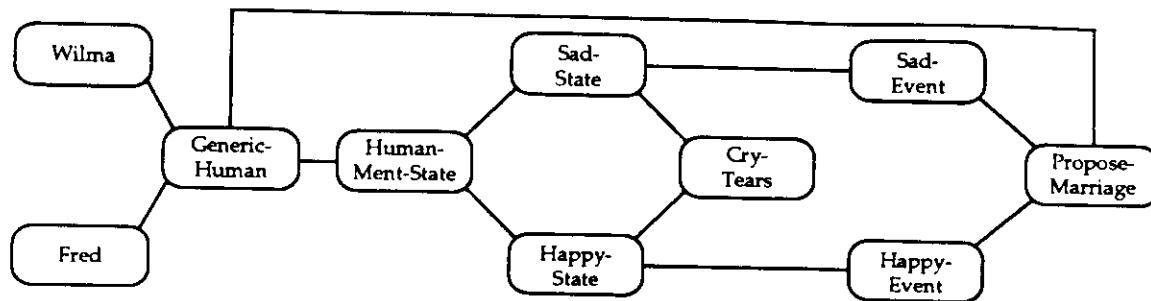 Wilma
Sad-
State
Sad-
Event
Generic-
Human
Human-
Ment-State
Cry-
Tears
Propose-
Marriage
Fred
Happy-
State
Happy-
Event